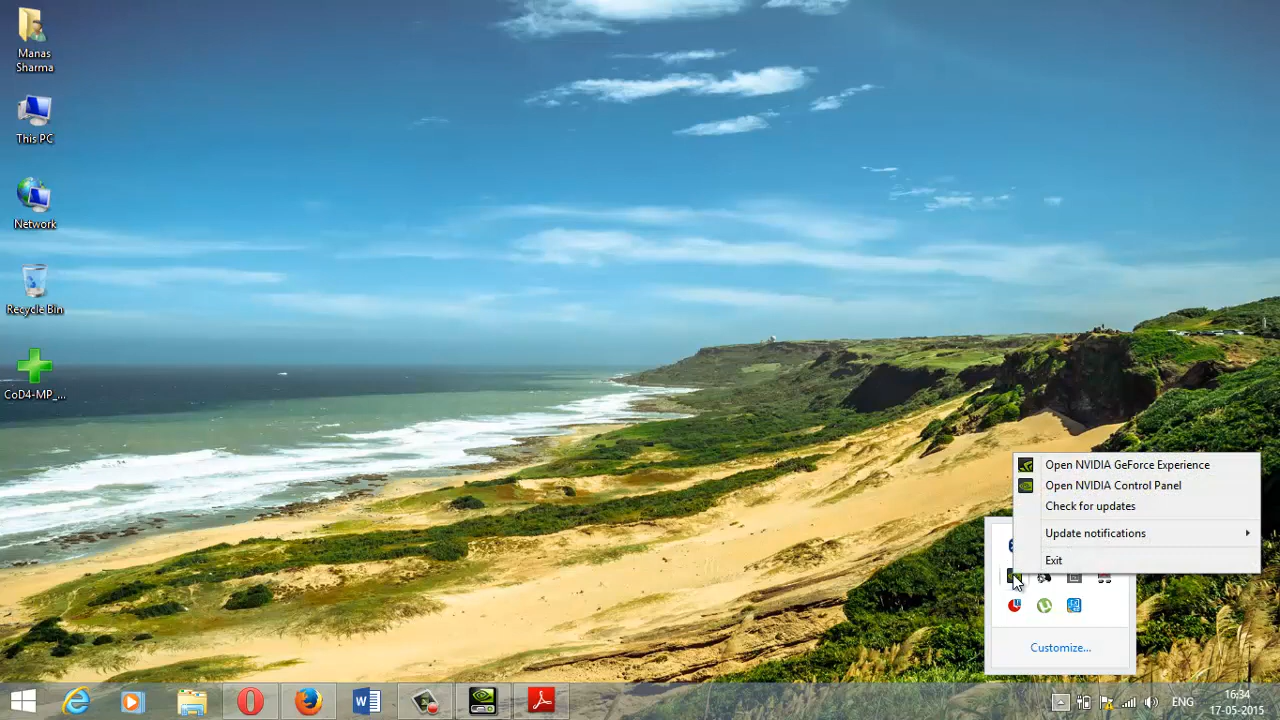 Manas
Sharma
This PC
Network
Recycle Bin
CoD4-MP_...
Open NVIDIA GeForce Experience
Open NVIDIA Control Panel
Check for updates
Update notifications
Exit
Customize...
ENG
16:34
17-05-2015